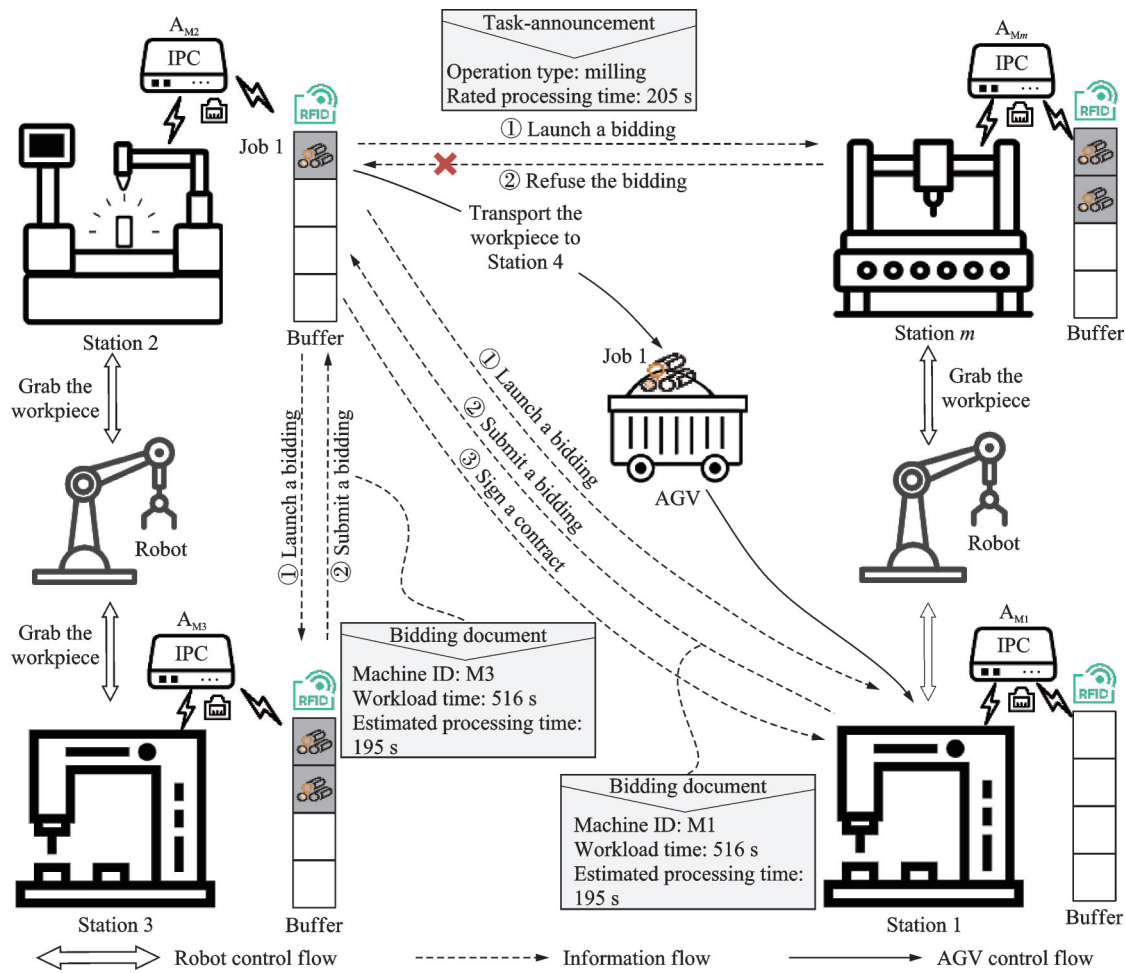 A_M2
IPC
RFID
Job 1
Buffer
Station 2
Task-announcement
Operation type: milling
Rated processing time: 205 s
① Launch a bidding
② Refuse the bidding
Transport the
workpiece to
Station 4
A_Mm
IPC
RFID
Station m
Buffer
Grab the
workpiece
Robot
① Launch a bidding
② Submit a bidding
① Launch a bidding
② Submit a bidding
③ Sign a contract
Job 1
AGV
Grab the
workpiece
Robot
Grab the
workpiece
A_M3
IPC
RFID
Station 3
Buffer
Bidding document
Machine ID: M3
Workload time: 516 s
Estimated processing time:
195 s
Bidding document
Machine ID: M1
Workload time: 516 s
Estimated processing time:
195 s
A_M1
IPC
RFID
Station 1
Buffer
Robot control flow
Information flow
AGV control flow